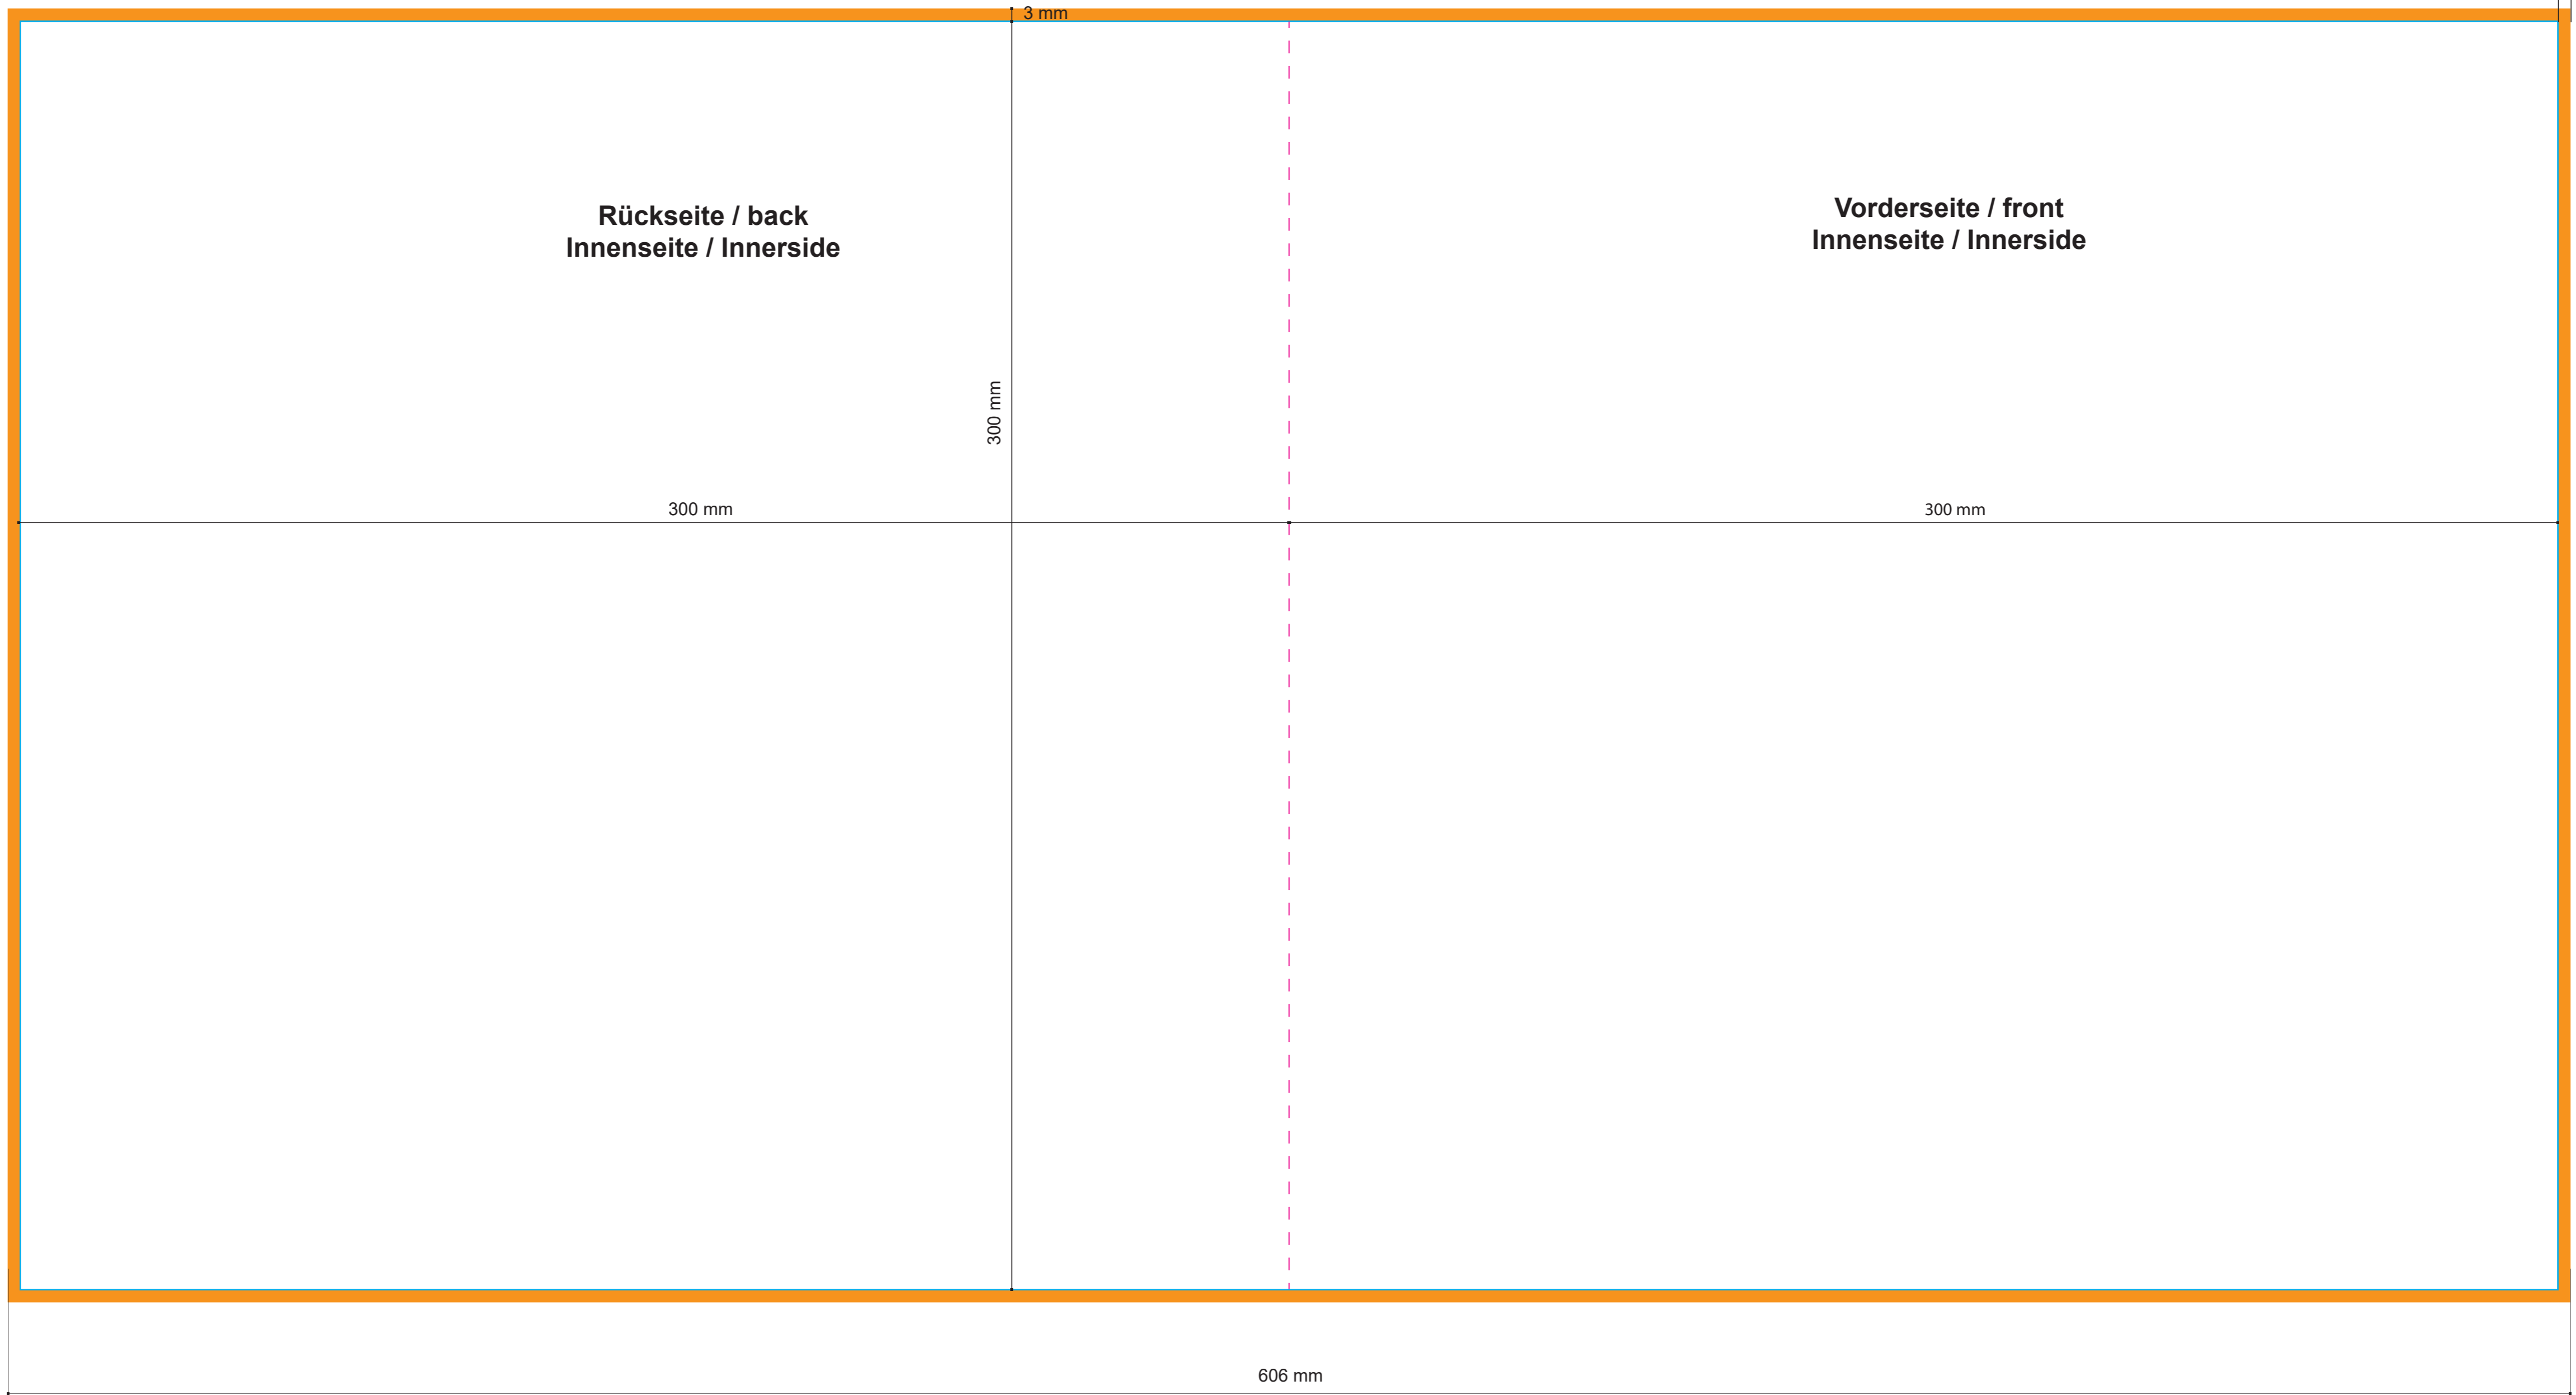 3 mm
Rückseite / back
Innenseite / Innerside
Vorderseite / front
Innenseite / Innerside
300 mm
300 mm
300 mm
606 mm